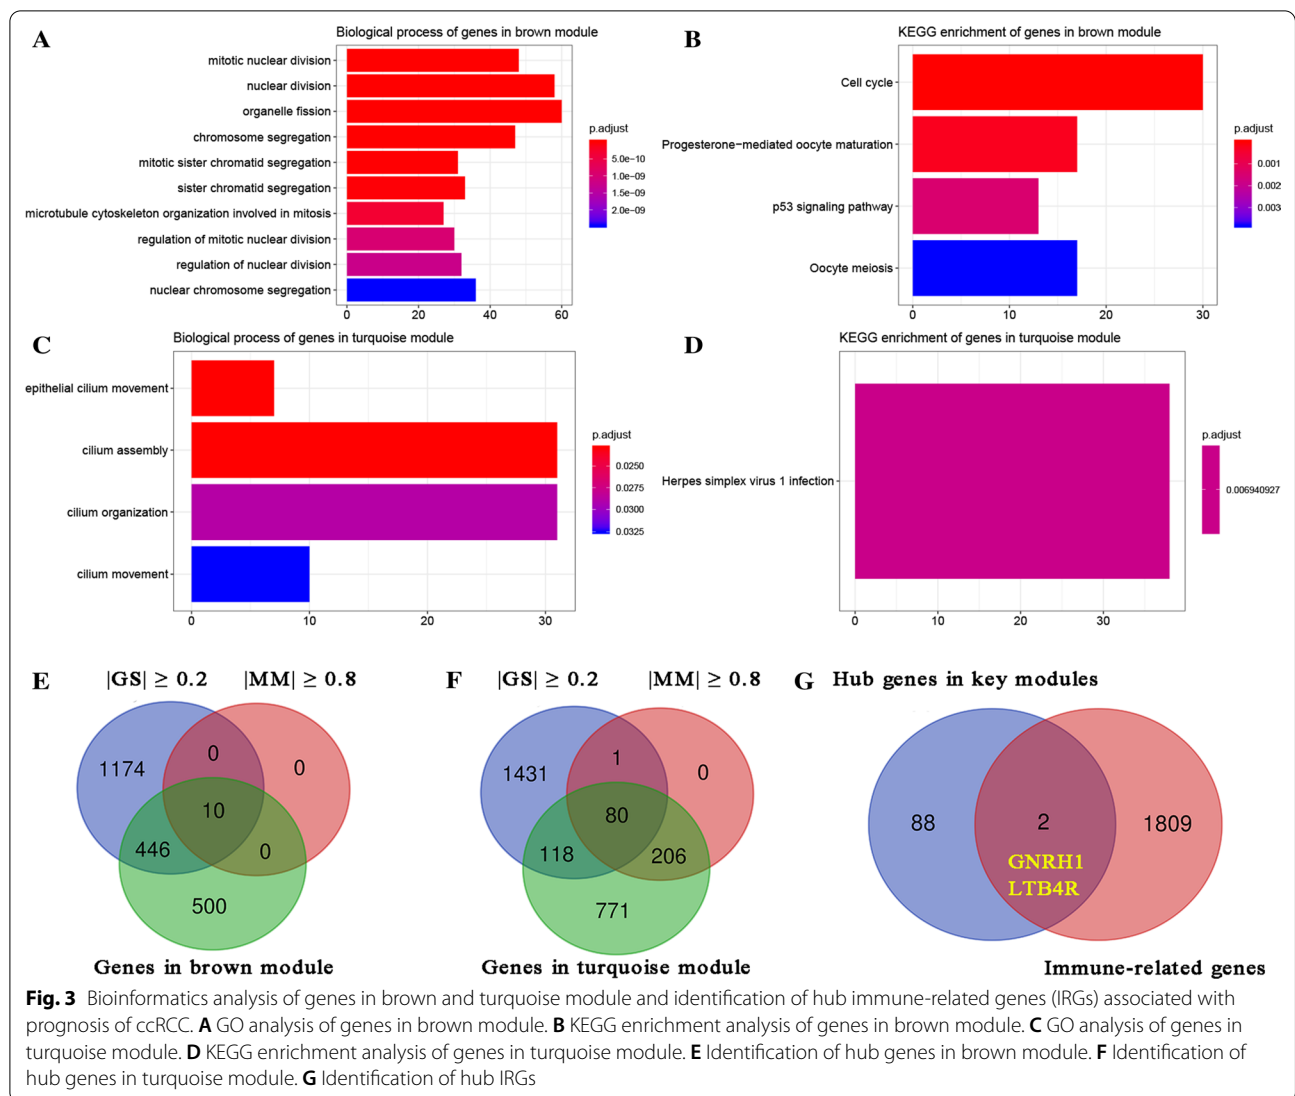 A
Biological process of genes in brown module
mitotic nuclear division
nuclear division
organelle fission
chromosome segregation
mitotic sister chromatid segregation
sister chromatid segregation
microtubule cytoskeleton organization involved in mitosis
regulation of mitotic nuclear division
regulation of nuclear division
nuclear chromosome segregation
0 20 40 60
p.adjust
5.0e−10
1.0e−09
1.5e−09
2.0e−09
B
KEGG enrichment of genes in brown module
Cell cycle
Progesterone−mediated oocyte maturation
p53 signaling pathway
Oocyte meiosis
0 10 20 30
p.adjust
0.001
0.002
0.003
C
Biological process of genes in turquoise module
epithelial cilium movement
cilium assembly
cilium organization
cilium movement
0 10 20 30
p.adjust
0.0250
0.0275
0.0300
0.0325
D
KEGG enrichment of genes in turquoise module
Herpes simplex virus 1 infection
0 10 20 30
p.adjust
0.006940927
E
|GS| ≥ 0.2 |MM| ≥ 0.8
1174 0 0
10
446 0
500
Genes in brown module
F
|GS| ≥ 0.2 |MM| ≥ 0.8
1431 1 0
80
118 206
771
Genes in turquoise module
G Hub genes in key modules
88 2 1809
GNRH1
LTB4R
Immune-related genes
Fig. 3 Bioinformatics analysis of genes in brown and turquoise module and identification of hub immune-related genes (IRGs) associated with
prognosis of ccRCC. A GO analysis of genes in brown module. B KEGG enrichment analysis of genes in brown module. C GO analysis of genes in
turquoise module. D KEGG enrichment analysis of genes in turquoise module. E Identification of hub genes in brown module. F Identification of
hub genes in turquoise module. G Identification of hub IRGs